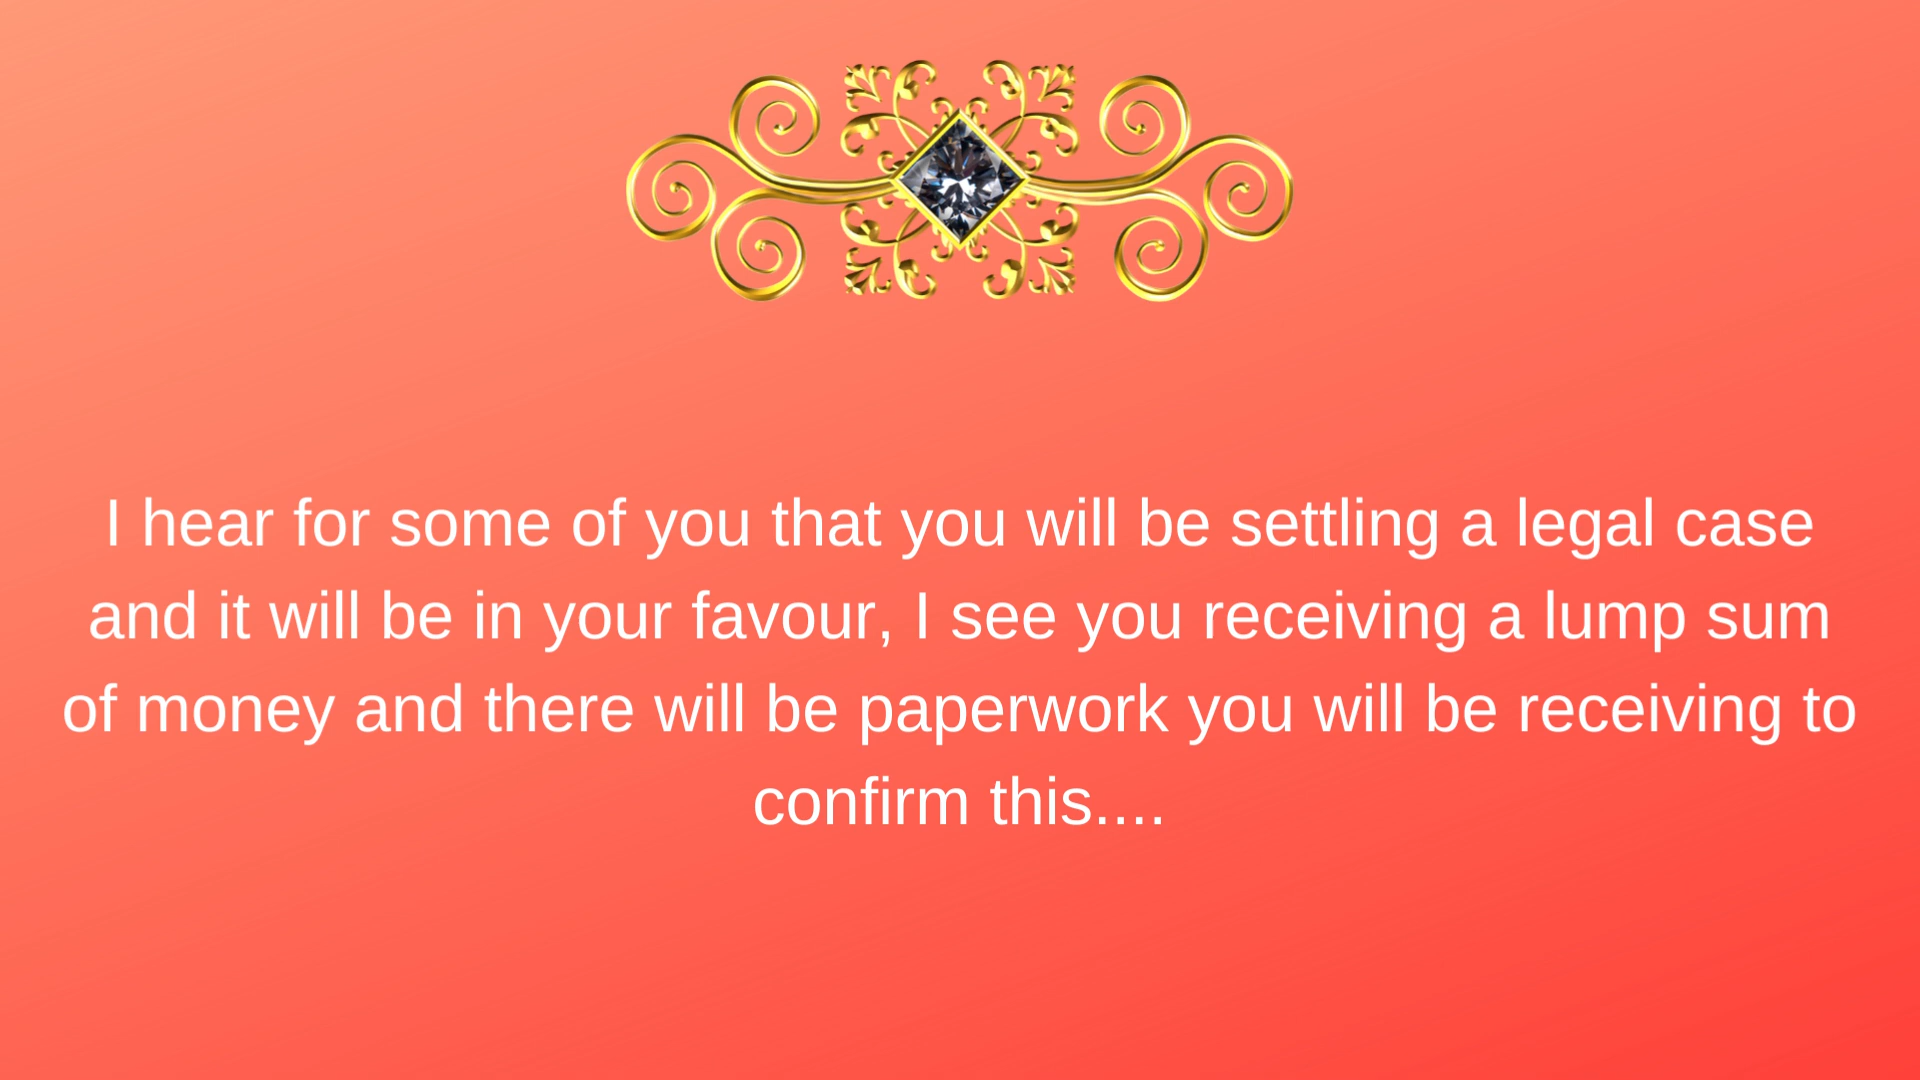 I hear for some of you that you will be settling a legal case
and it will be in your favour, I see you receiving a lump sum
of money and there will be paperwork you will be receiving to
confirm this....